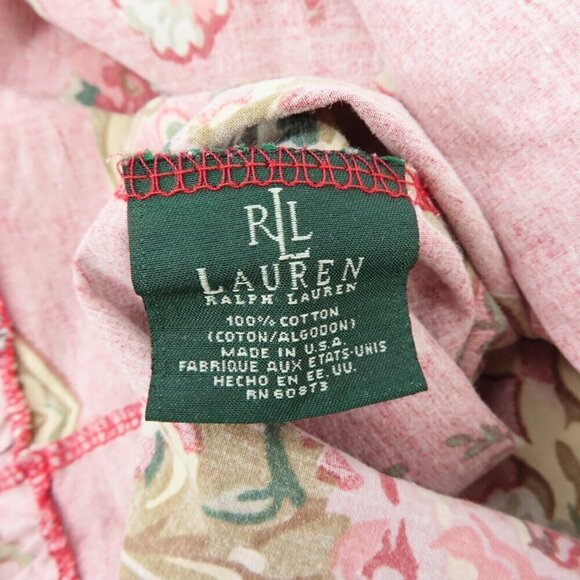 RLL
LAUREN
RALPH LAUREN
100% COTTON
(COTON/ALGODON)
MADE IN U.S.A.
FABRIQUE AUX ETATS-UNIS
HECHO EN EE. UU.
RN 60873